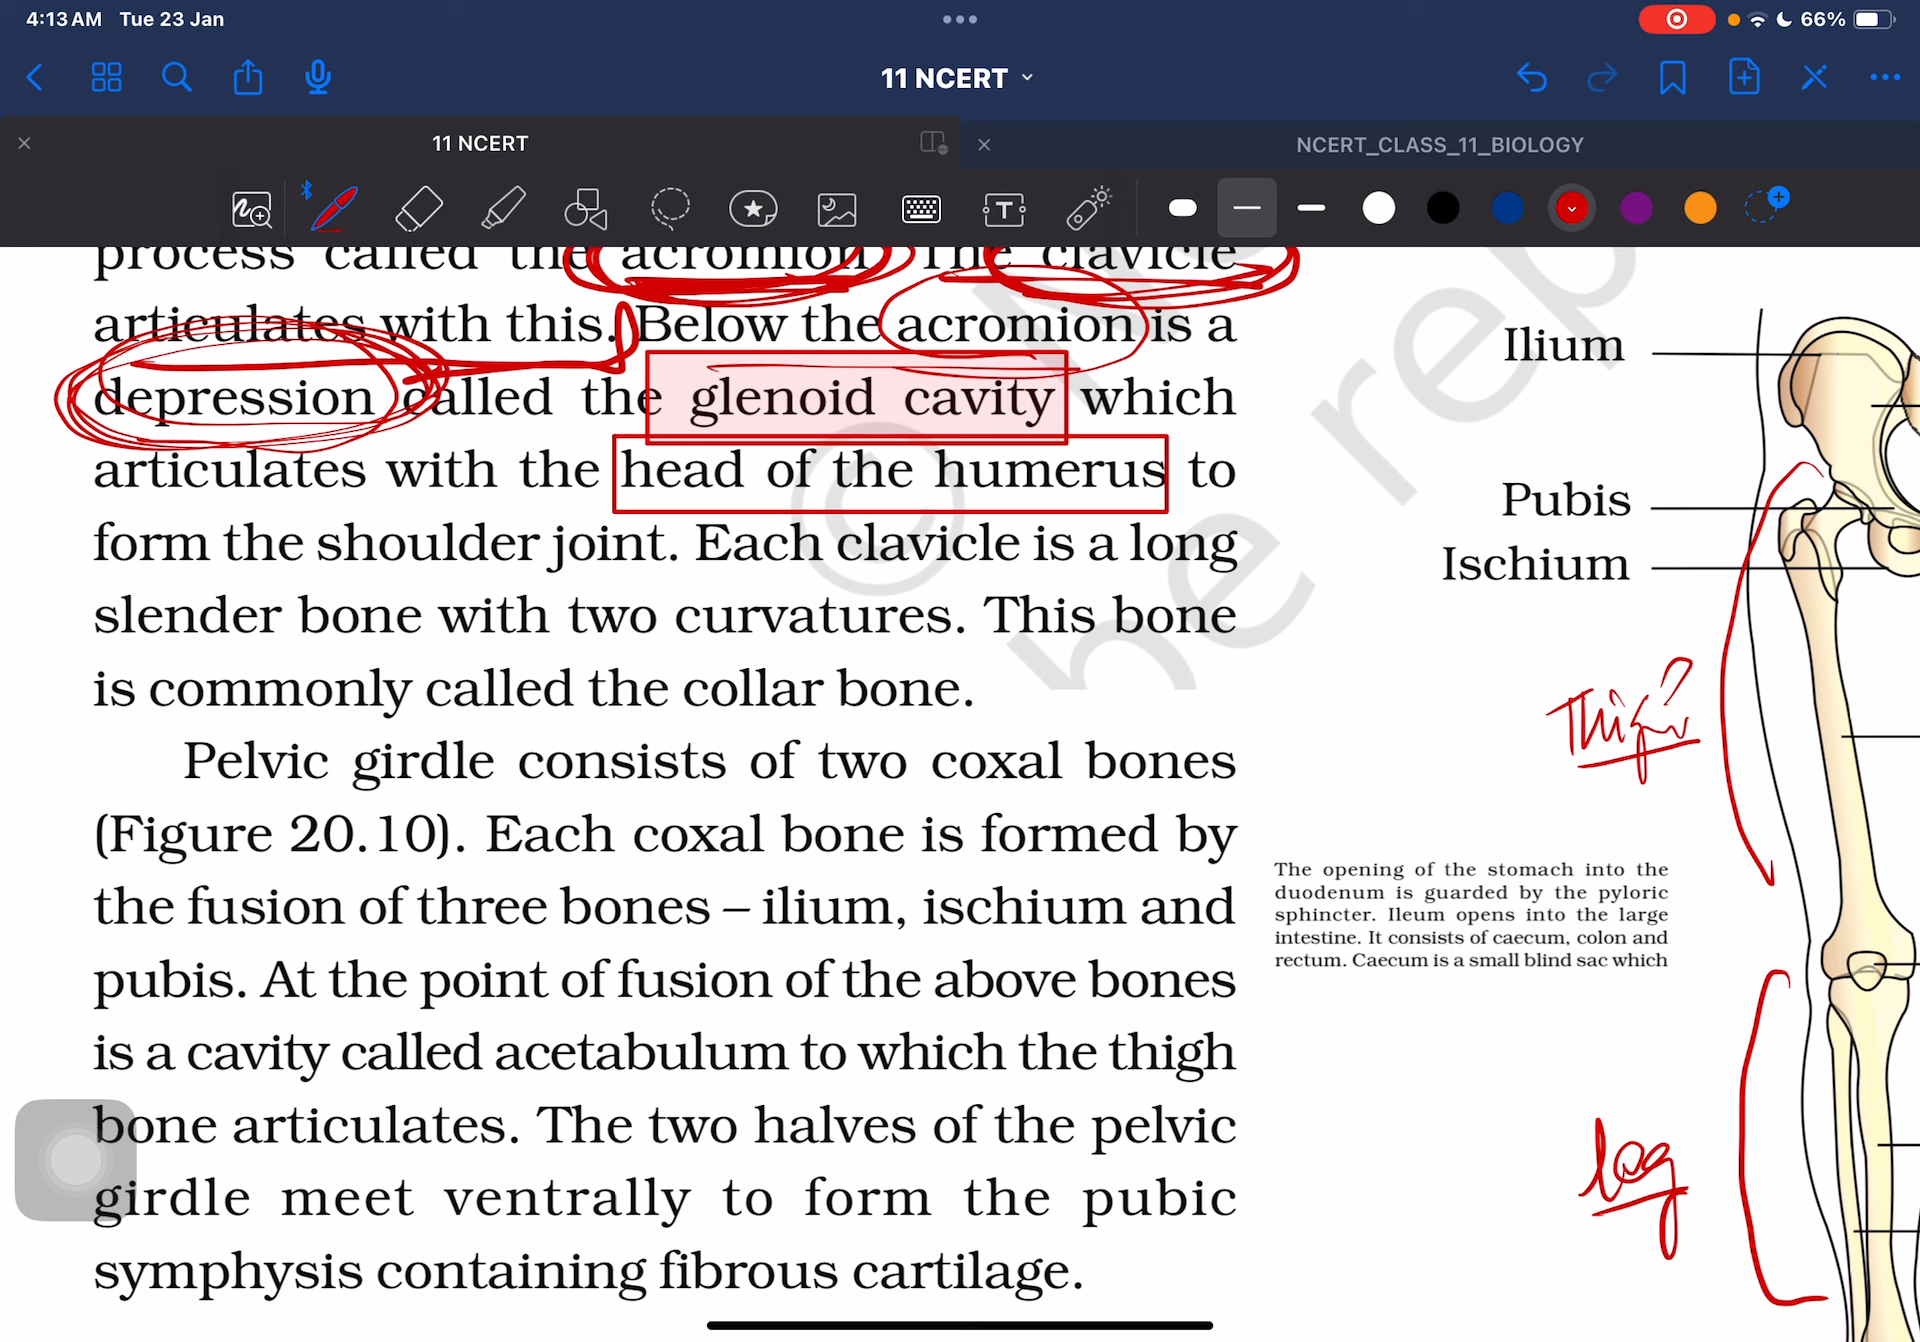 4:13 AM Tue 23 Jan
66%
11 NCERT
11 NCERT
NCERT_CLASS_11_BIOLOGY
process called the acromion. The clavicle
articulates with this. Below the acromion is a
depression called the glenoid cavity which
articulates with the head of the humerus to
form the shoulder joint. Each clavicle is a long
slender bone with two curvatures. This bone
is commonly called the collar bone.
Pelvic girdle consists of two coxal bones
(Figure 20.10). Each coxal bone is formed by
the fusion of three bones – ilium, ischium and
pubis. At the point of fusion of the above bones
is a cavity called acetabulum to which the thigh
bone articulates. The two halves of the pelvic
girdle meet ventrally to form the pubic
symphysis containing fibrous cartilage.
Ilium
Pubis
Ischium
Thigh
The opening of the stomach into the
duodenum is guarded by the pyloric
sphincter. Ileum opens into the large
intestine. It consists of caecum, colon and
rectum. Caecum is a small blind sac which
leg
© N
he rep